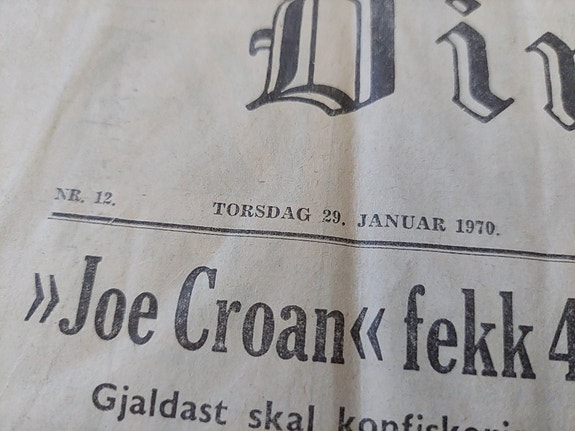 NR. 12.
TORSDAG 29. JANUAR 1970.
»Joe Croan« fekk 4
Gjaldast skal